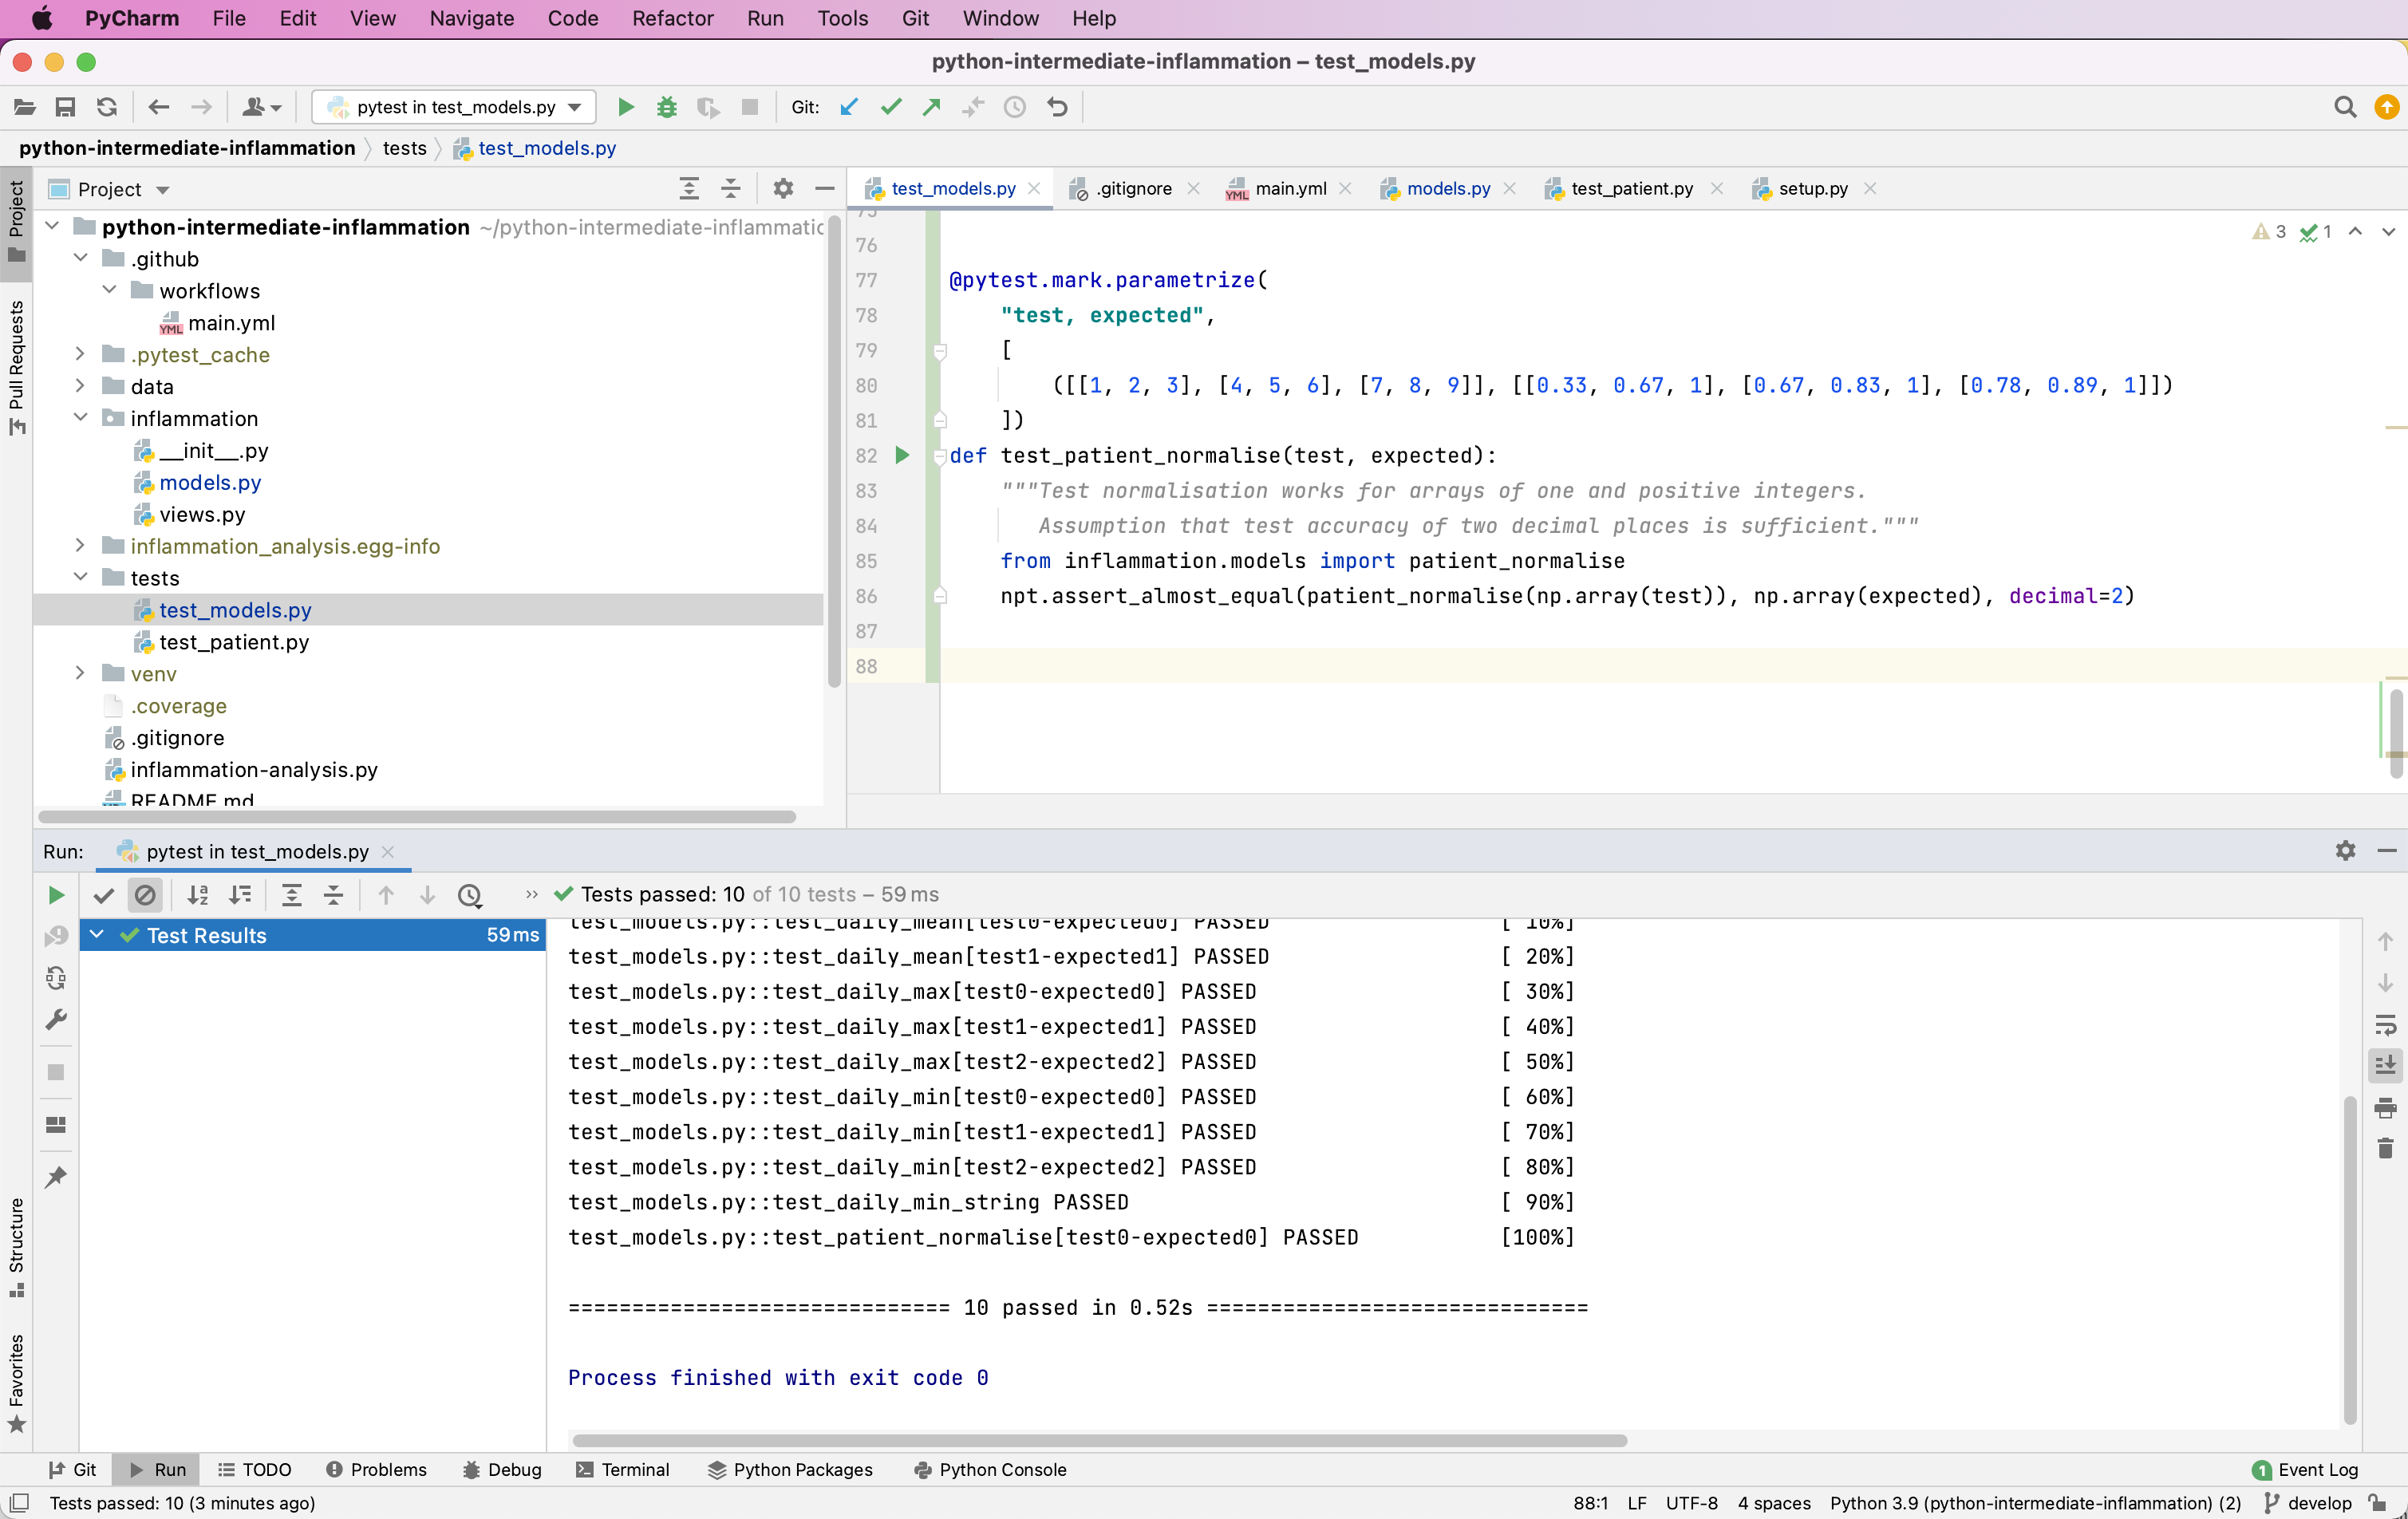 PyCharm File Edit View Navigate Code Refactor Run Tools Git Window Help
python-intermediate-inflammation – test_models.py
pytest in test_models.py Git:
python-intermediate-inflammation tests test_models.py
Project
test_models.py .gitignore main.yml models.py test_patient.py setup.py
Project
Pull Requests
python-intermediate-inflammation ~/python-intermediate-inflammatic
.github
workflows
main.yml
.pytest_cache
data
inflammation
__init__.py
models.py
views.py
inflammation_analysis.egg-info
tests
test_models.py
test_patient.py
venv
.coverage
.gitignore
inflammation-analysis.py
README.md
75
76
77 @pytest.mark.parametrize(
78 "test, expected",
79 [
80 ([[1, 2, 3], [4, 5, 6], [7, 8, 9]], [[0.33, 0.67, 1], [0.67, 0.83, 1], [0.78, 0.89, 1]])
81 ])
82 def test_patient_normalise(test, expected):
83 """Test normalisation works for arrays of one and positive integers.
84 Assumption that test accuracy of two decimal places is sufficient."""
85 from inflammation.models import patient_normalise
86 npt.assert_almost_equal(patient_normalise(np.array(test)), np.array(expected), decimal=2)
87
88
3 1
Run: pytest in test_models.py
Tests passed: 10 of 10 tests – 59 ms
Test Results 59 ms
test_models.py::test_daily_mean[test0-expected0] PASSED [ 10%]
test_models.py::test_daily_mean[test1-expected1] PASSED [ 20%]
test_models.py::test_daily_max[test0-expected0] PASSED [ 30%]
test_models.py::test_daily_max[test1-expected1] PASSED [ 40%]
test_models.py::test_daily_max[test2-expected2] PASSED [ 50%]
test_models.py::test_daily_min[test0-expected0] PASSED [ 60%]
test_models.py::test_daily_min[test1-expected1] PASSED [ 70%]
test_models.py::test_daily_min[test2-expected2] PASSED [ 80%]
test_models.py::test_daily_min_string PASSED [ 90%]
test_models.py::test_patient_normalise[test0-expected0] PASSED [100%]
============================== 10 passed in 0.52s ==============================
Process finished with exit code 0
Structure
Favorites
Git Run TODO Problems Debug Terminal Python Packages Python Console 1 Event Log
Tests passed: 10 (3 minutes ago) 88:1 LF UTF-8 4 spaces Python 3.9 (python-intermediate-inflammation) (2) develop